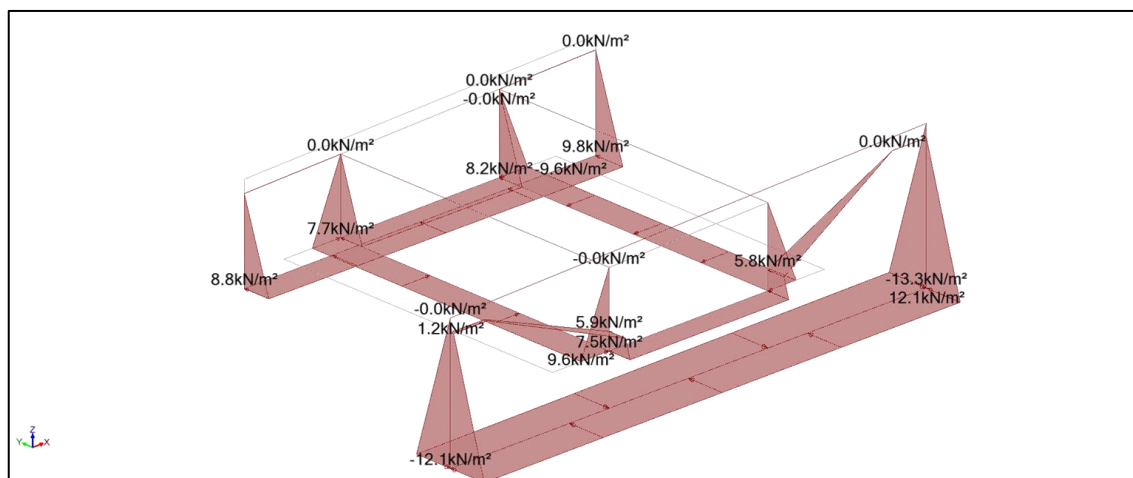 0.0kN/m²
0.0kN/m²
-0.0kN/m²
0.0kN/m²
0.0kN/m²
9.8kN/m²
8.2kN/m²
-9.6kN/m²
7.7kN/m²
-0.0kN/m²
5.8kN/m²
8.8kN/m²
-13.3kN/m²
12.1kN/m²
-0.0kN/m²
1.2kN/m²
5.9kN/m²
7.5kN/m²
9.6kN/m²
-12.1kN/m²
Z
Y X